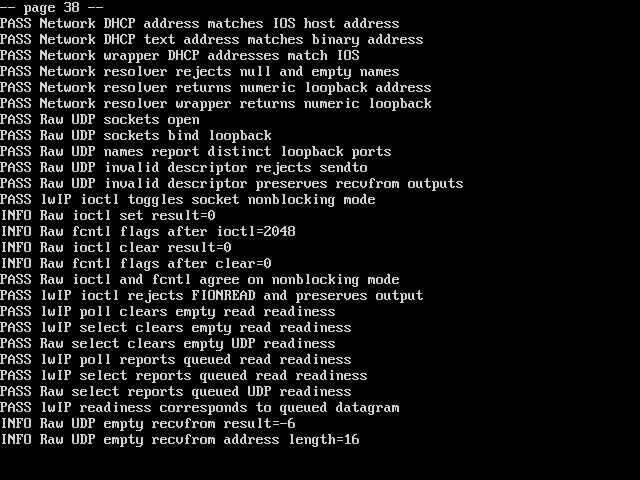 -- page 38 --
PASS Network DHCP address matches IOS host address
PASS Network DHCP text address matches binary address
PASS Network wrapper DHCP addresses match IOS
PASS Network resolver rejects null and empty names
PASS Network resolver returns numeric loopback address
PASS Network resolver wrapper returns numeric loopback
PASS Raw UDP sockets open
PASS Raw UDP sockets bind loopback
PASS Raw UDP names report distinct loopback ports
PASS Raw UDP invalid descriptor rejects sendto
PASS Raw UDP invalid descriptor preserves recvfrom outputs
PASS lwIP ioctl toggles socket nonblocking mode
INFO Raw ioctl set result=0
INFO Raw fcntl flags after ioctl=2048
INFO Raw ioctl clear result=0
INFO Raw fcntl flags after clear=0
PASS Raw ioctl and fcntl agree on nonblocking mode
PASS lwIP ioctl rejects FIONREAD and preserves output
PASS lwIP poll clears empty read readiness
PASS lwIP select clears empty read readiness
PASS Raw select clears empty UDP readiness
PASS lwIP poll reports queued read readiness
PASS lwIP select reports queued read readiness
PASS Raw select reports queued UDP readiness
PASS lwIP readiness corresponds to queued datagram
INFO Raw UDP empty recvfrom result=-6
INFO Raw UDP empty recvfrom address length=16